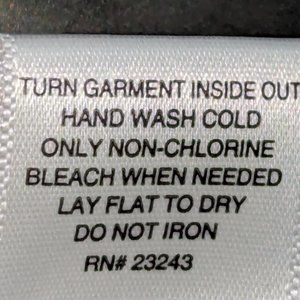 TURN GARMENT INSIDE OUT
HAND WASH COLD
ONLY NON-CHLORINE
BLEACH WHEN NEEDED
LAY FLAT TO DRY
DO NOT IRON
RN# 23243